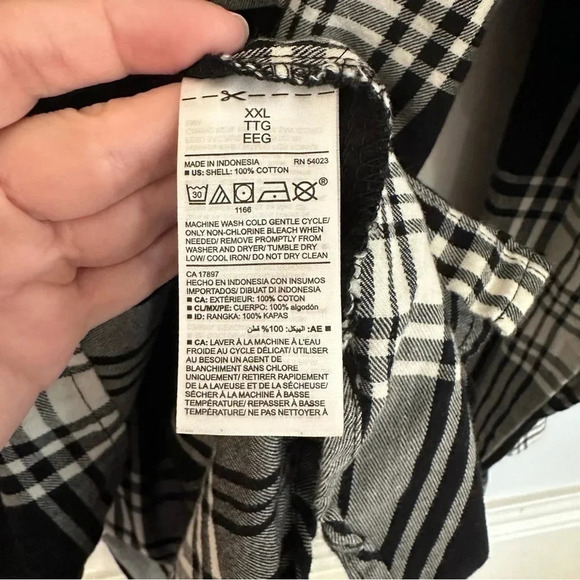 XXL
TTG
EEG
MADE IN INDONESIA RN 54023
■ US: SHELL: 100% COTTON
30
®
1166
MACHINE WASH COLD GENTLE CYCLE/
ONLY NON-CHLORINE BLEACH WHEN
NEEDED/ REMOVE PROMPTLY FROM
WASHER AND DRYER/ TUMBLE DRY
LOW/ COOL IRON/ DO NOT DRY CLEAN
CA 17897
HECHO EN INDONESIA CON INSUMOS
IMPORTADOS/ DIBUAT DI INDONESIA
■ CA: EXTÉRIEUR: 100% COTON
■ CL/MX/PE: CUERPO: 100% algodón
■ ID: RANGKA: 100% KAPAS
■ AE: الهيكل: 100% قطن
■ CA: LAVER À LA MACHINE À L'EAU
FROIDE AU CYCLE DÉLICAT/ UTILISER
AU BESOIN UN AGENT DE
BLANCHIMENT SANS CHLORE
UNIQUEMENT/ RETIRER RAPIDEMENT
DE LA LAVEUSE ET DE LA SÉCHEUSE/
SÉCHER À LA MACHINE À BASSE
TEMPÉRATURE/ REPASSER À BASSE
TEMPÉRATURE/ NE PAS NETTOYER À